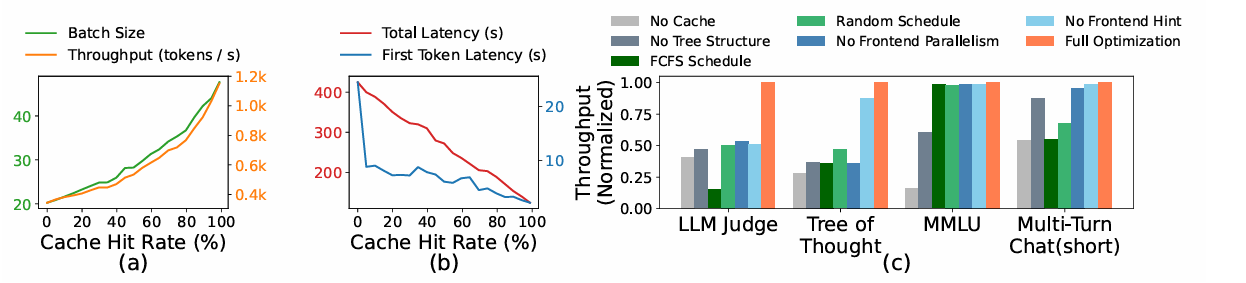 Batch Size
Throughput (tokens / s)
40
30
20
1.2k
1.0k
0.8k
0.6k
0.4k
0 20 40 60 80 100
Cache Hit Rate (%)
(a)
Total Latency (s)
First Token Latency (s)
400
300
200
20
10
0 20 40 60 80 100
Cache Hit Rate (%)
(b)
No Cache
No Tree Structure
FCFS Schedule
Random Schedule
No Frontend Parallelism
No Frontend Hint
Full Optimization
Throughput
(Normalized)
1.00
0.75
0.50
0.25
0.00
LLM Judge
Tree of
Thought
MMLU
Multi-Turn
Chat(short)
(c)